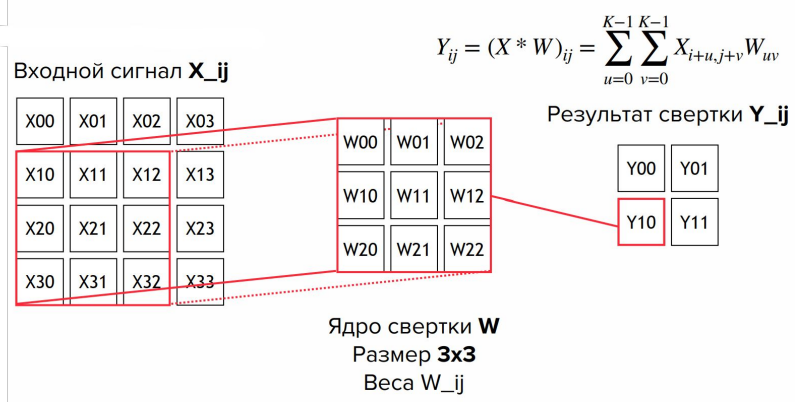 Y_{ij} = (X * W)_{ij} = \sum_{u=0}^{K-1} \sum_{v=0}^{K-1} X_{i+u,j+v} W_{uv}
Входной сигнал X_ij
X00 X01 X02 X03
X10 X11 X12 X13
X20 X21 X22 X23
X30 X31 X32 X33
W00 W01 W02
W10 W11 W12
W20 W21 W22
Ядро свертки W
Размер 3x3
Веса W_ij
Результат свертки Y_ij
Y00 Y01
Y10 Y11